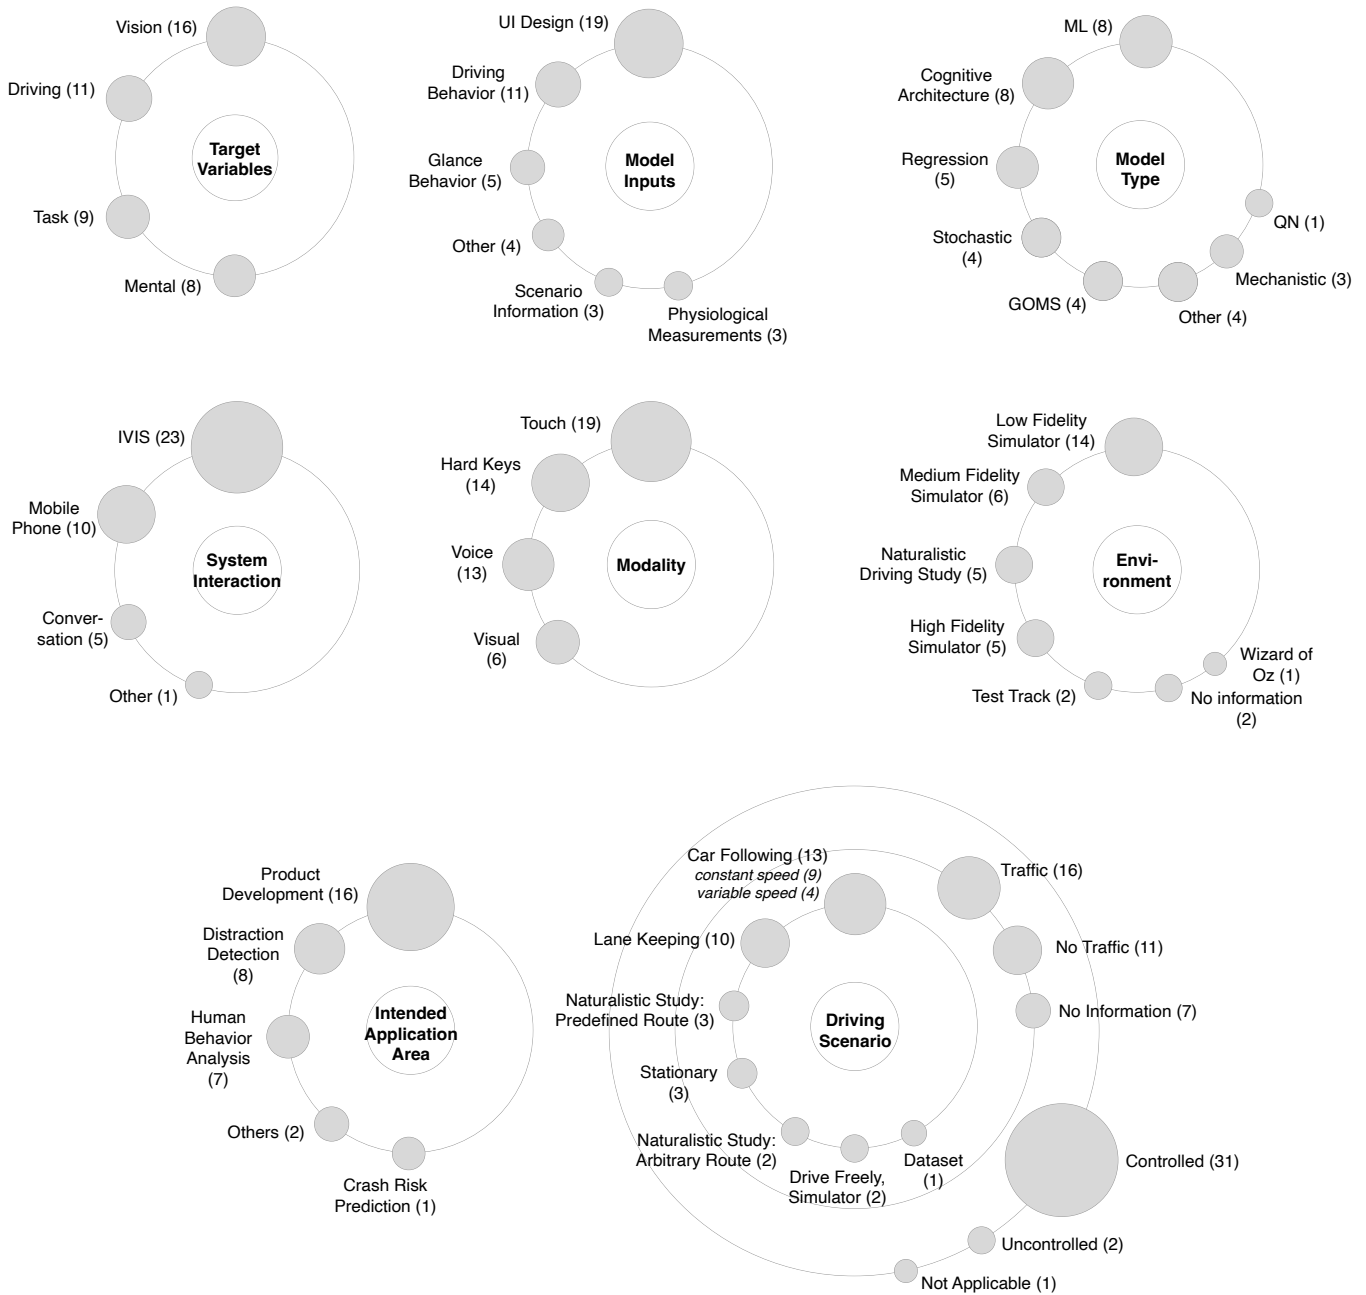 Vision (16)
Driving (11)
Task (9)
Mental (8)
Target
Variables
UI Design (19)
Driving
Behavior (11)
Glance
Behavior (5)
Other (4)
Scenario
Information (3)
Physiological
Measurements (3)
Model
Inputs
ML (8)
Cognitive
Architecture (8)
Regression
(5)
Stochastic
(4)
GOMS (4)
Other (4)
Mechanistic (3)
QN (1)
Model
Type
IVIS (23)
Mobile
Phone (10)
Conver-
sation (5)
Other (1)
System
Interaction
Touch (19)
Hard Keys
(14)
Voice
(13)
Visual
(6)
Modality
Low Fidelity
Simulator (14)
Medium Fidelity
Simulator (6)
Naturalistic
Driving Study (5)
High Fidelity
Simulator (5)
Test Track (2)
No information
(2)
Wizard of
Oz (1)
Envi-
ronment
Product
Development (16)
Distraction
Detection
(8)
Human
Behavior
Analysis
(7)
Others (2)
Crash Risk
Prediction (1)
Intended
Application
Area
Car Following (13)
constant speed (9)
variable speed (4)
Lane Keeping (10)
Naturalistic Study:
Predefined Route (3)
Stationary
(3)
Naturalistic Study:
Arbitrary Route (2)
Drive Freely,
Simulator (2)
Dataset
(1)
Driving
Scenario
Traffic (16)
No Traffic (11)
No Information (7)
Controlled (31)
Uncontrolled (2)
Not Applicable (1)